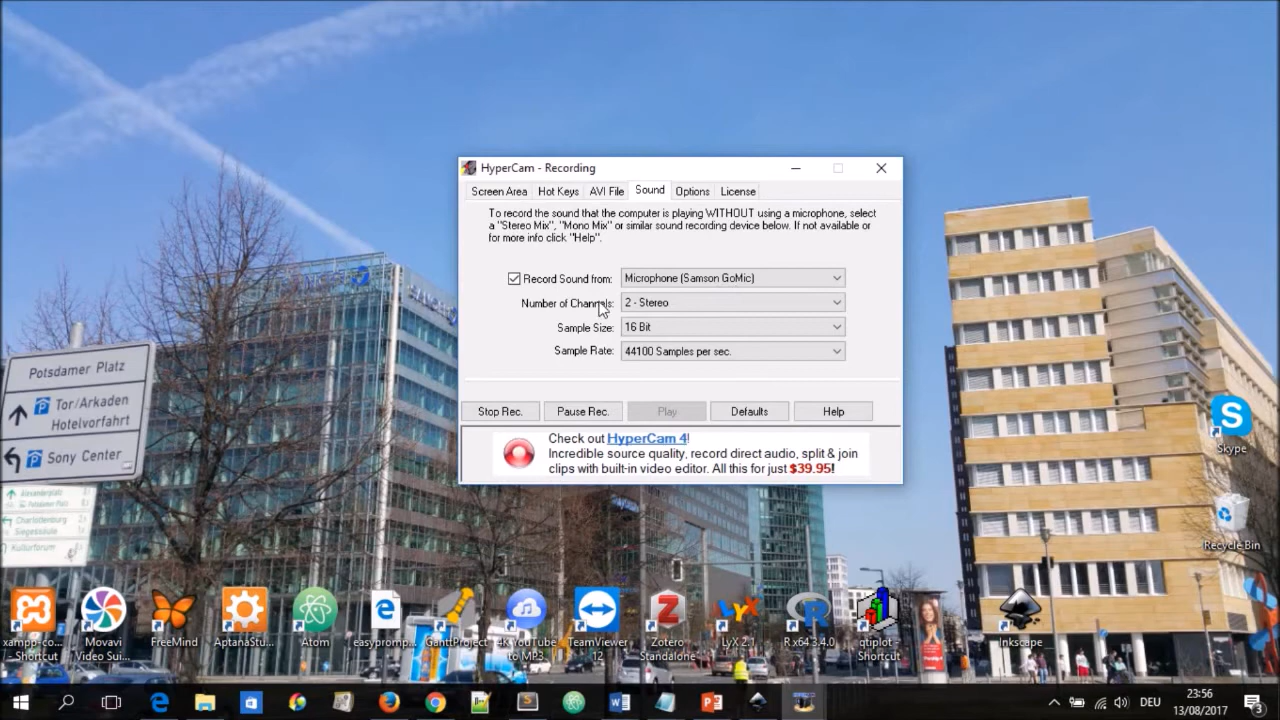 HyperCam - Recording
Screen Area Hot Keys AVI File Sound Options License
To record the sound that the computer is playing WITHOUT using a microphone, select
a "Stereo Mix", "Mono Mix" or similar sound recording device below. If not available or
for more info click "Help".
Record Sound from: Microphone (Samson GoMic)
Number of Channels: 2 - Stereo
Sample Size: 16 Bit
Sample Rate: 44100 Samples per sec.
Stop Rec. Pause Rec. Play Defaults Help
Check out HyperCam 4!
Incredible source quality, record direct audio, split & join
clips with built-in video editor. All this for just $39.95!
Potsdamer Platz
Tor/Arkaden
Hotelvorfahrt
Sony Center
Alexanderplatz
Potsdamer Platz
Charlottenburg
Siegessäule
Kulturforum
Skype
Recycle Bin
xampp-co...
- Shortcut
Movavi
Video Sui...
FreeMind
AptanaStu...
Atom
easypromp...
GanttProject
4K YouTube
to MP3
TeamViewer
12
Zotero
Standalone
LyX 2.1
R x64 3.4.0
qtiplot -
Shortcut
Inkscape
DEU
23:56
13/08/2017
3